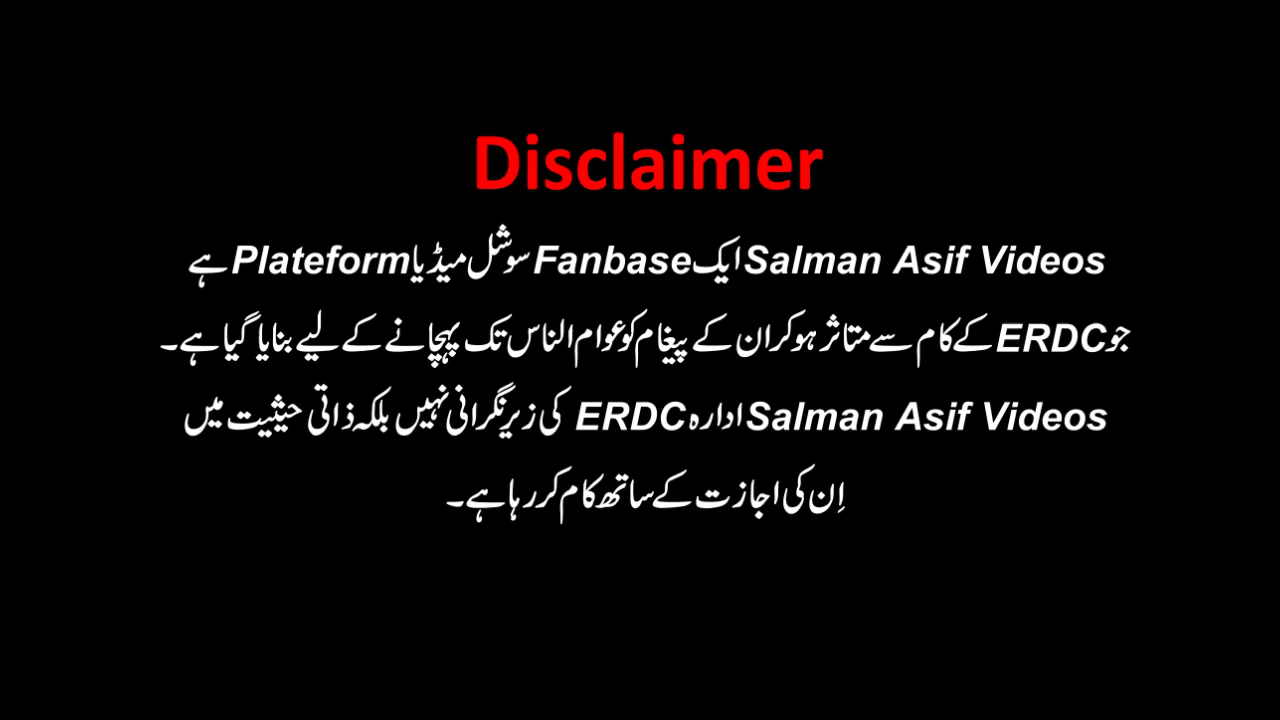 Disclaimer
Salman Asif Videos ایک Fanbase سوشل میڈیا Plateform ہے
جو ERDC کے کام سے متاثر ہو کر ان کے پیغام کو عوام الناس تک پہچانے کے لیے بنایا گیا ہے۔
Salman Asif Videos ادارہ ERDC کی زیرِ نگرانی نہیں بلکہ ذاتی حیثیت میں
اِن کی اجازت کے ساتھ کام کر رہا ہے۔